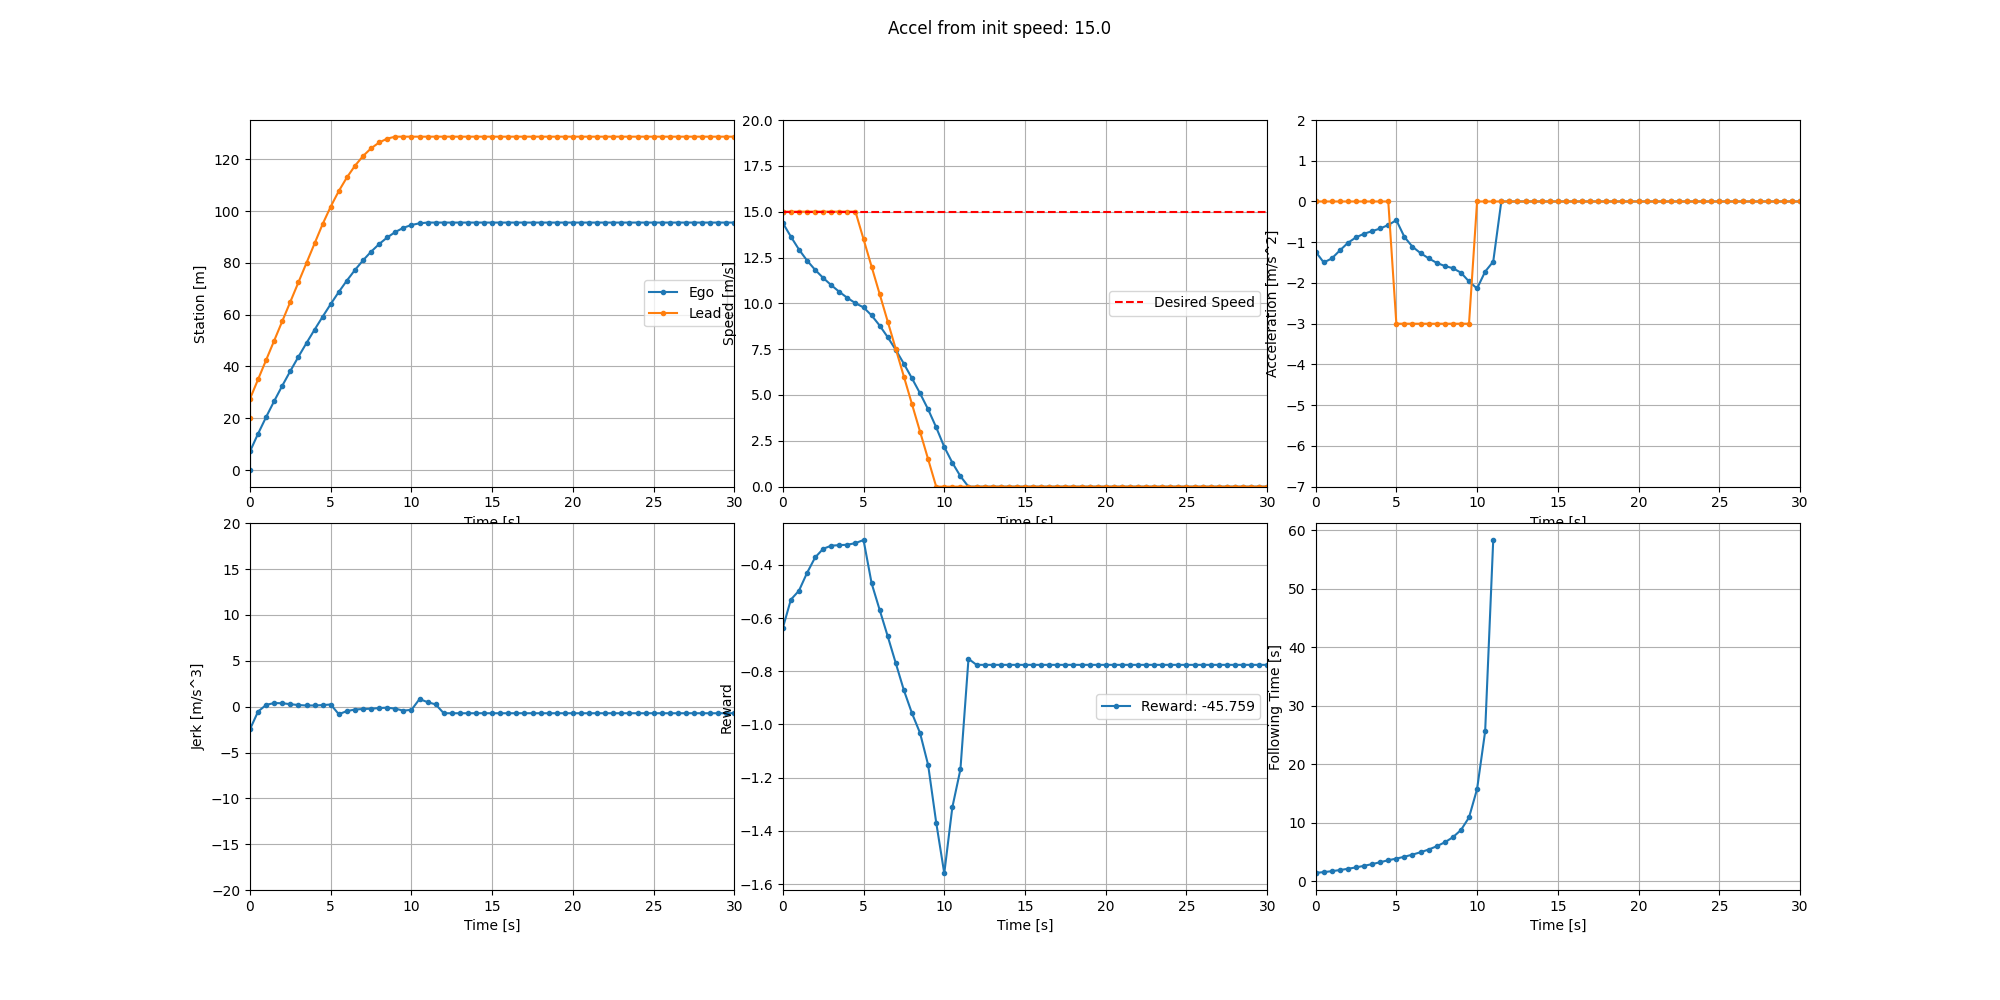 Accel from init speed: 15.0
Station [m]
120
100
80
60
40
20
0
0 5 10 15 20 25 30
Time [s]
Ego
Lead
Speed [m/s]
20.0
17.5
15.0
12.5
10.0
7.5
5.0
2.5
0.0
0 5 10 15 20 25 30
Time [s]
Desired Speed
Acceleration [m/s^2]
2
1
0
−1
−2
−3
−4
−5
−6
−7
0 5 10 15 20 25 30
Time [s]
Jerk [m/s^3]
20
15
10
5
0
−5
−10
−15
−20
0 5 10 15 20 25 30
Time [s]
Reward
−0.4
−0.6
−0.8
−1.0
−1.2
−1.4
−1.6
0 5 10 15 20 25 30
Time [s]
Reward: -45.759
Following Time [s]
60
50
40
30
20
10
0
0 5 10 15 20 25 30
Time [s]